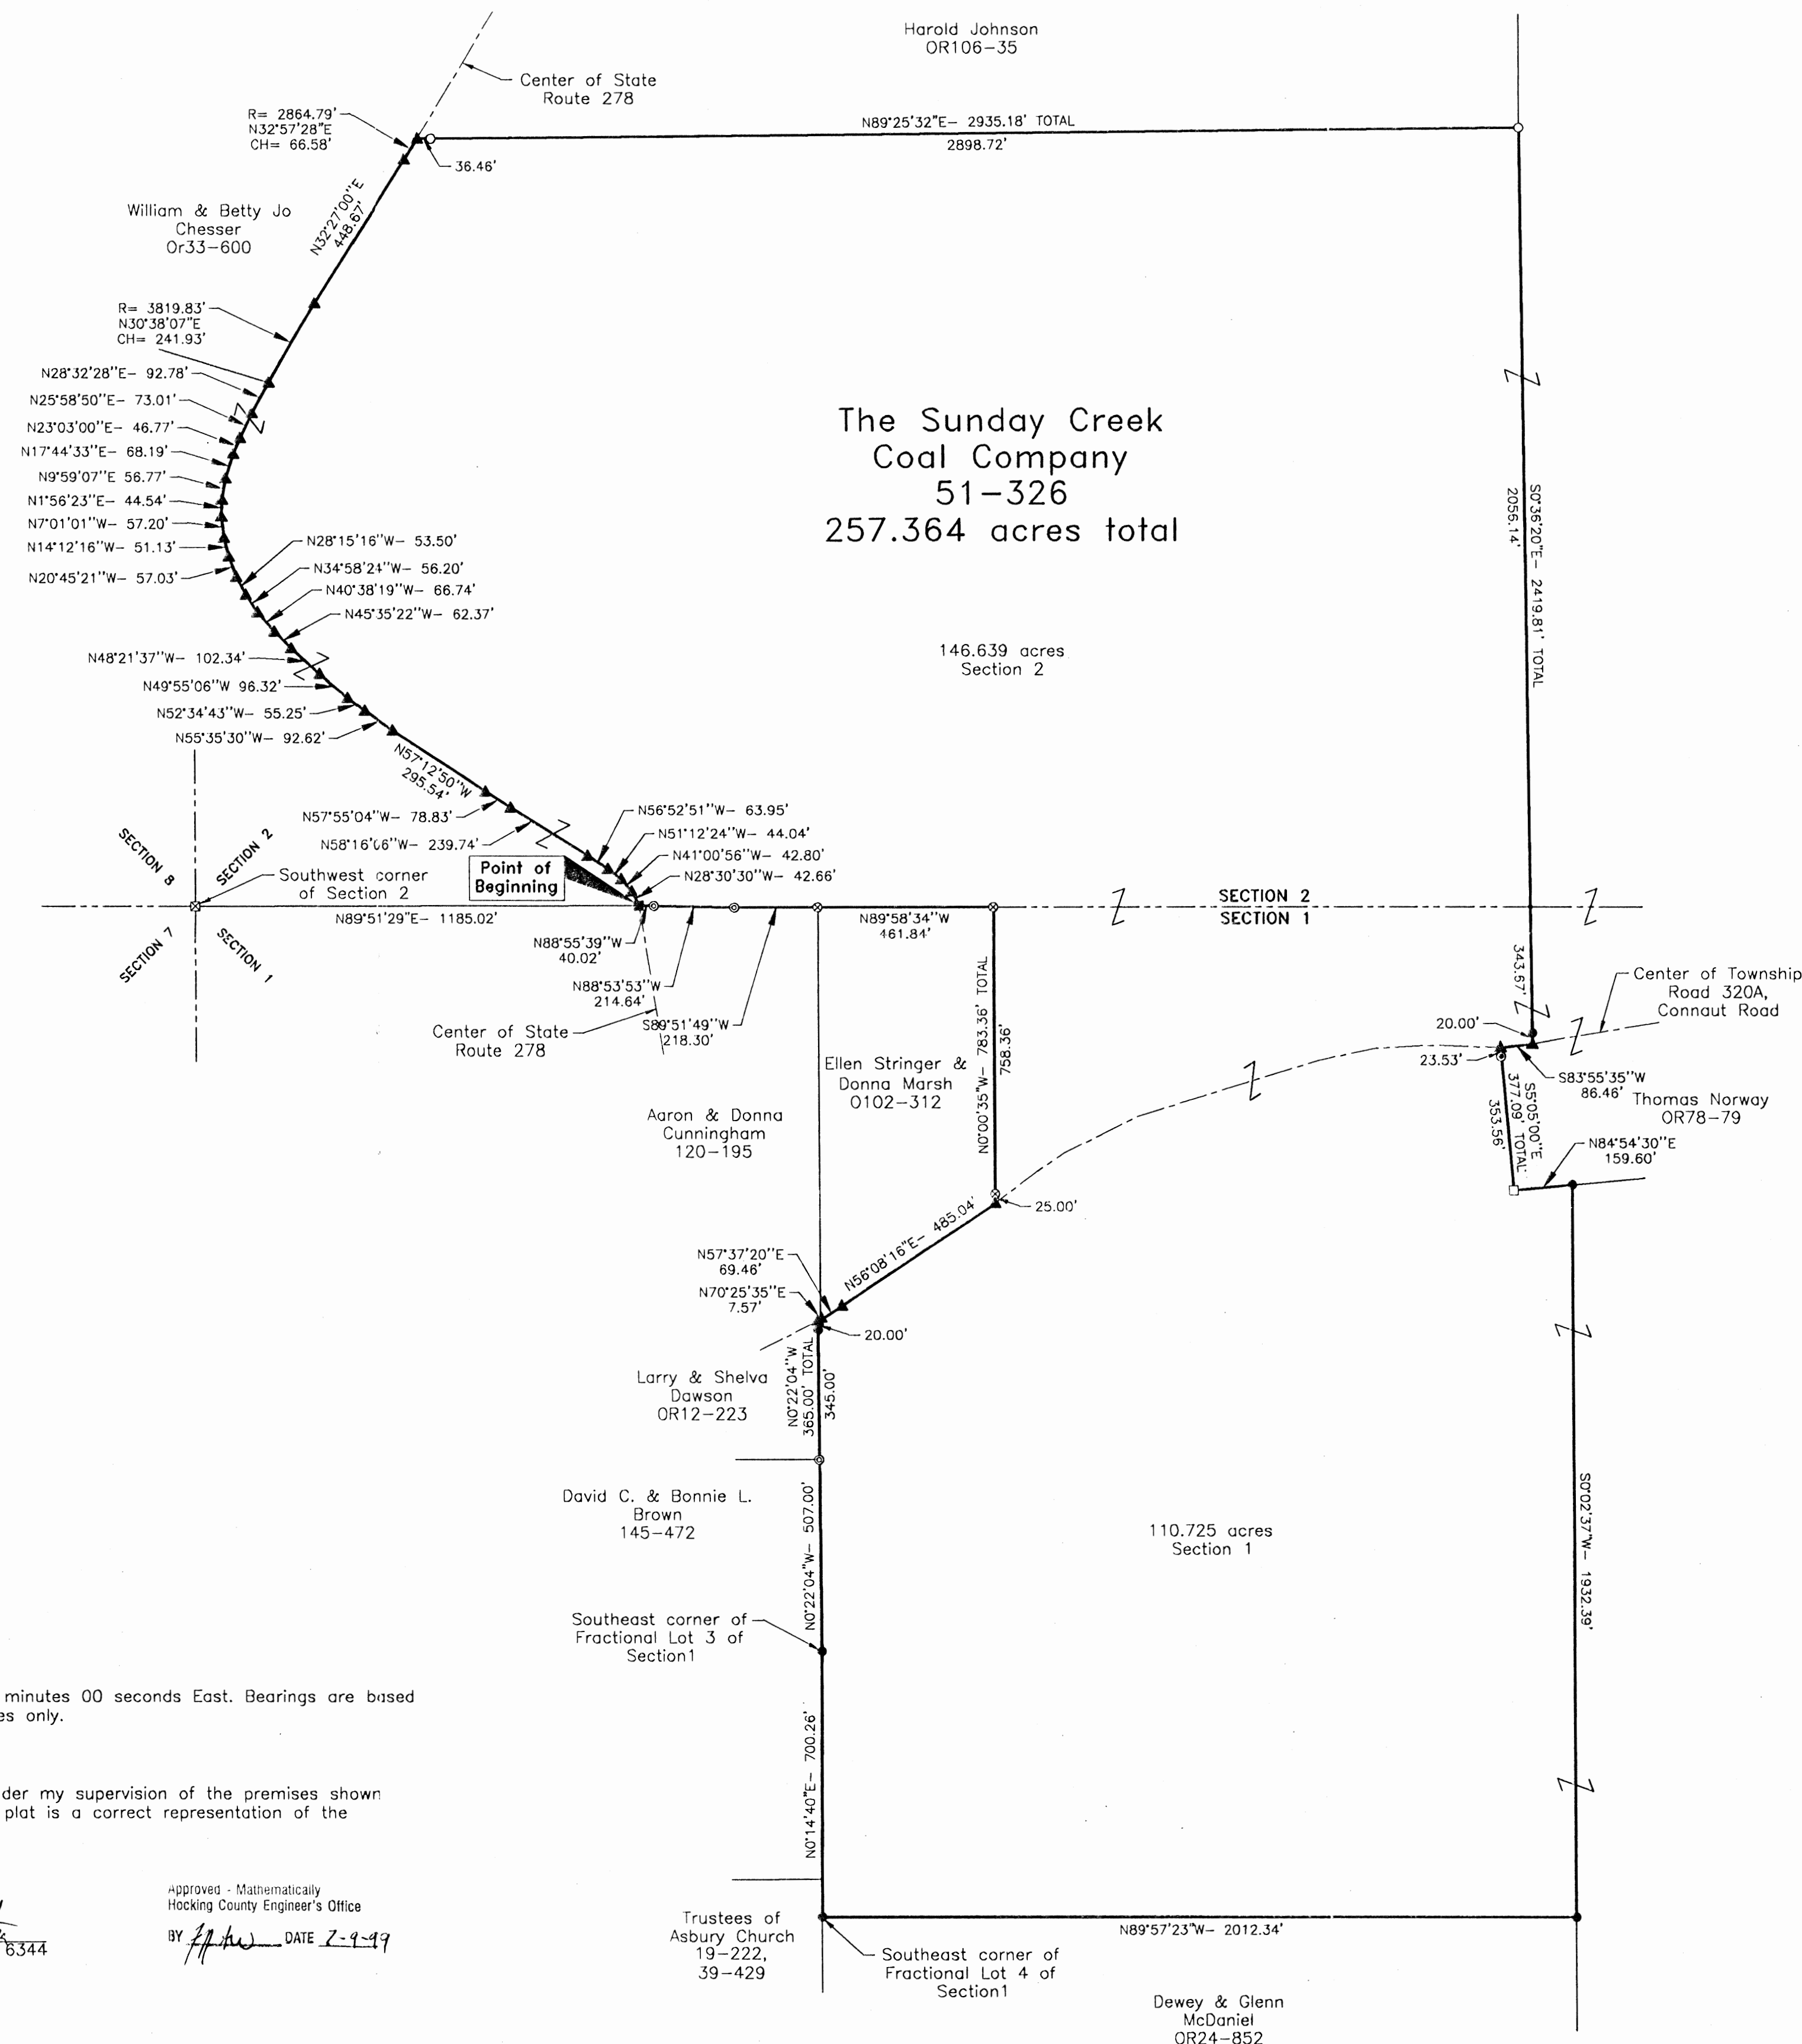 Harold Johnson
OR106-35
Center of State
Route 278
R= 2864.79'
N32°57'28"E
CH= 66.58'
N89°25'32"E- 2935.18' TOTAL
2898.72'
36.46'
William & Betty Jo
Chesser
Or33-600
N32°27'00"E
448.67'
R= 3819.83'
N30°38'07"E
CH= 241.93'
N28°32'28"E- 92.78'
N25°58'50"E- 73.01'
N23°03'00"E- 46.77'
N17°44'33"E- 68.19'
N9°59'07"E 56.77'
N1°56'23"E- 44.54'
N7°01'01"W- 57.20'
N14°12'16"W- 51.13'
N20°45'21"W- 57.03'
N28°15'16"W- 53.50'
N34°58'24"W- 56.20'
N40°38'19"W- 66.74'
N45°35'22"W- 62.37'
N48°21'37"W- 102.34'
N49°55'06"W 96.32'
N52°34'43"W- 55.25'
N55°35'30"W- 92.62'
N57°12'50"W
295.54'
N57°55'04"W- 78.83'
N58°16'06"W- 239.74'
N56°52'51"W- 63.95'
N51°12'24"W- 44.04'
N41°00'56"W- 42.80'
N28°30'30"W- 42.66'
The Sunday Creek
Coal Company
51-326
257.364 acres total
146.639 acres
Section 2
S0°36'20"E- 2419.81' TOTAL
2056.14'
SECTION 8
SECTION 2
SECTION 7
SECTION 1
Southwest corner
of Section 2
Point of
Beginning
N89°51'29"E- 1185.02'
N88°55'39"W
40.02'
N88°53'53"W
214.64'
S89°51'49"W
218.30'
N89°58'34"W
461.84'
SECTION 2
SECTION 1
Center of State
Route 278
N0°00'35"W- 783.36' TOTAL
758.36'
343.67'
Center of Township
Road 320A,
Connaut Road
20.00'
23.53'
S83°55'35"W
86.46'
S5°05'00"E
377.09' TOTAL
353.56'
Thomas Norway
OR78-79
N84°54'30"E
159.60'
Ellen Stringer &
Donna Marsh
O102-312
Aaron & Donna
Cunningham
120-195
25.00'
N56°08'16"E- 485.04'
N57°37'20"E
69.46'
N70°25'35"E
7.57'
20.00'
Larry & Shelva
Dawson
OR12-223
N0°22'04"W
365.00' TOTAL
345.00'
David C. & Bonnie L.
Brown
145-472
N0°22'04"W- 507.00'
110.725 acres
Section 1
S0°02'37"W- 1932.39'
Southeast corner of
Fractional Lot 3 of
Section1
N0°14'40"E- 700.26'
minutes 00 seconds East. Bearings are based
es only.
der my supervision of the premises shown
plat is a correct representation of the
6344
Approved - Mathematically
Hocking County Engineer's Office
BY DATE 2-9-99
Trustees of
Asbury Church
19-222,
39-429
N89°57'23"W- 2012.34'
Southeast corner of
Fractional Lot 4 of
Section1
Dewey & Glenn
McDaniel
OR24-852